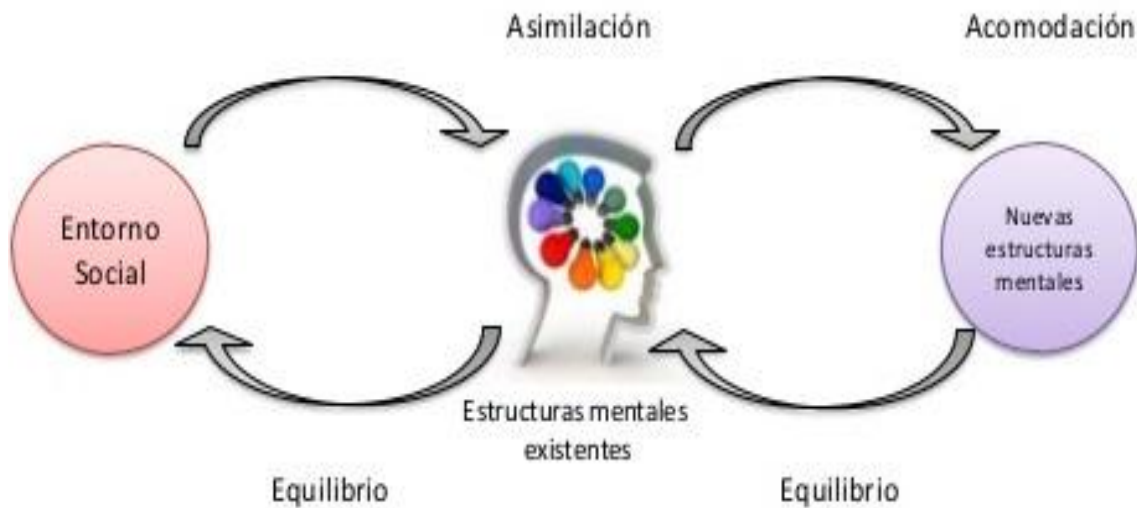 Asimilación
Acomodación
Entorno
Social
Nuevas
estructuras
mentales
Estructuras mentales
existentes
Equilibrio
Equilibrio